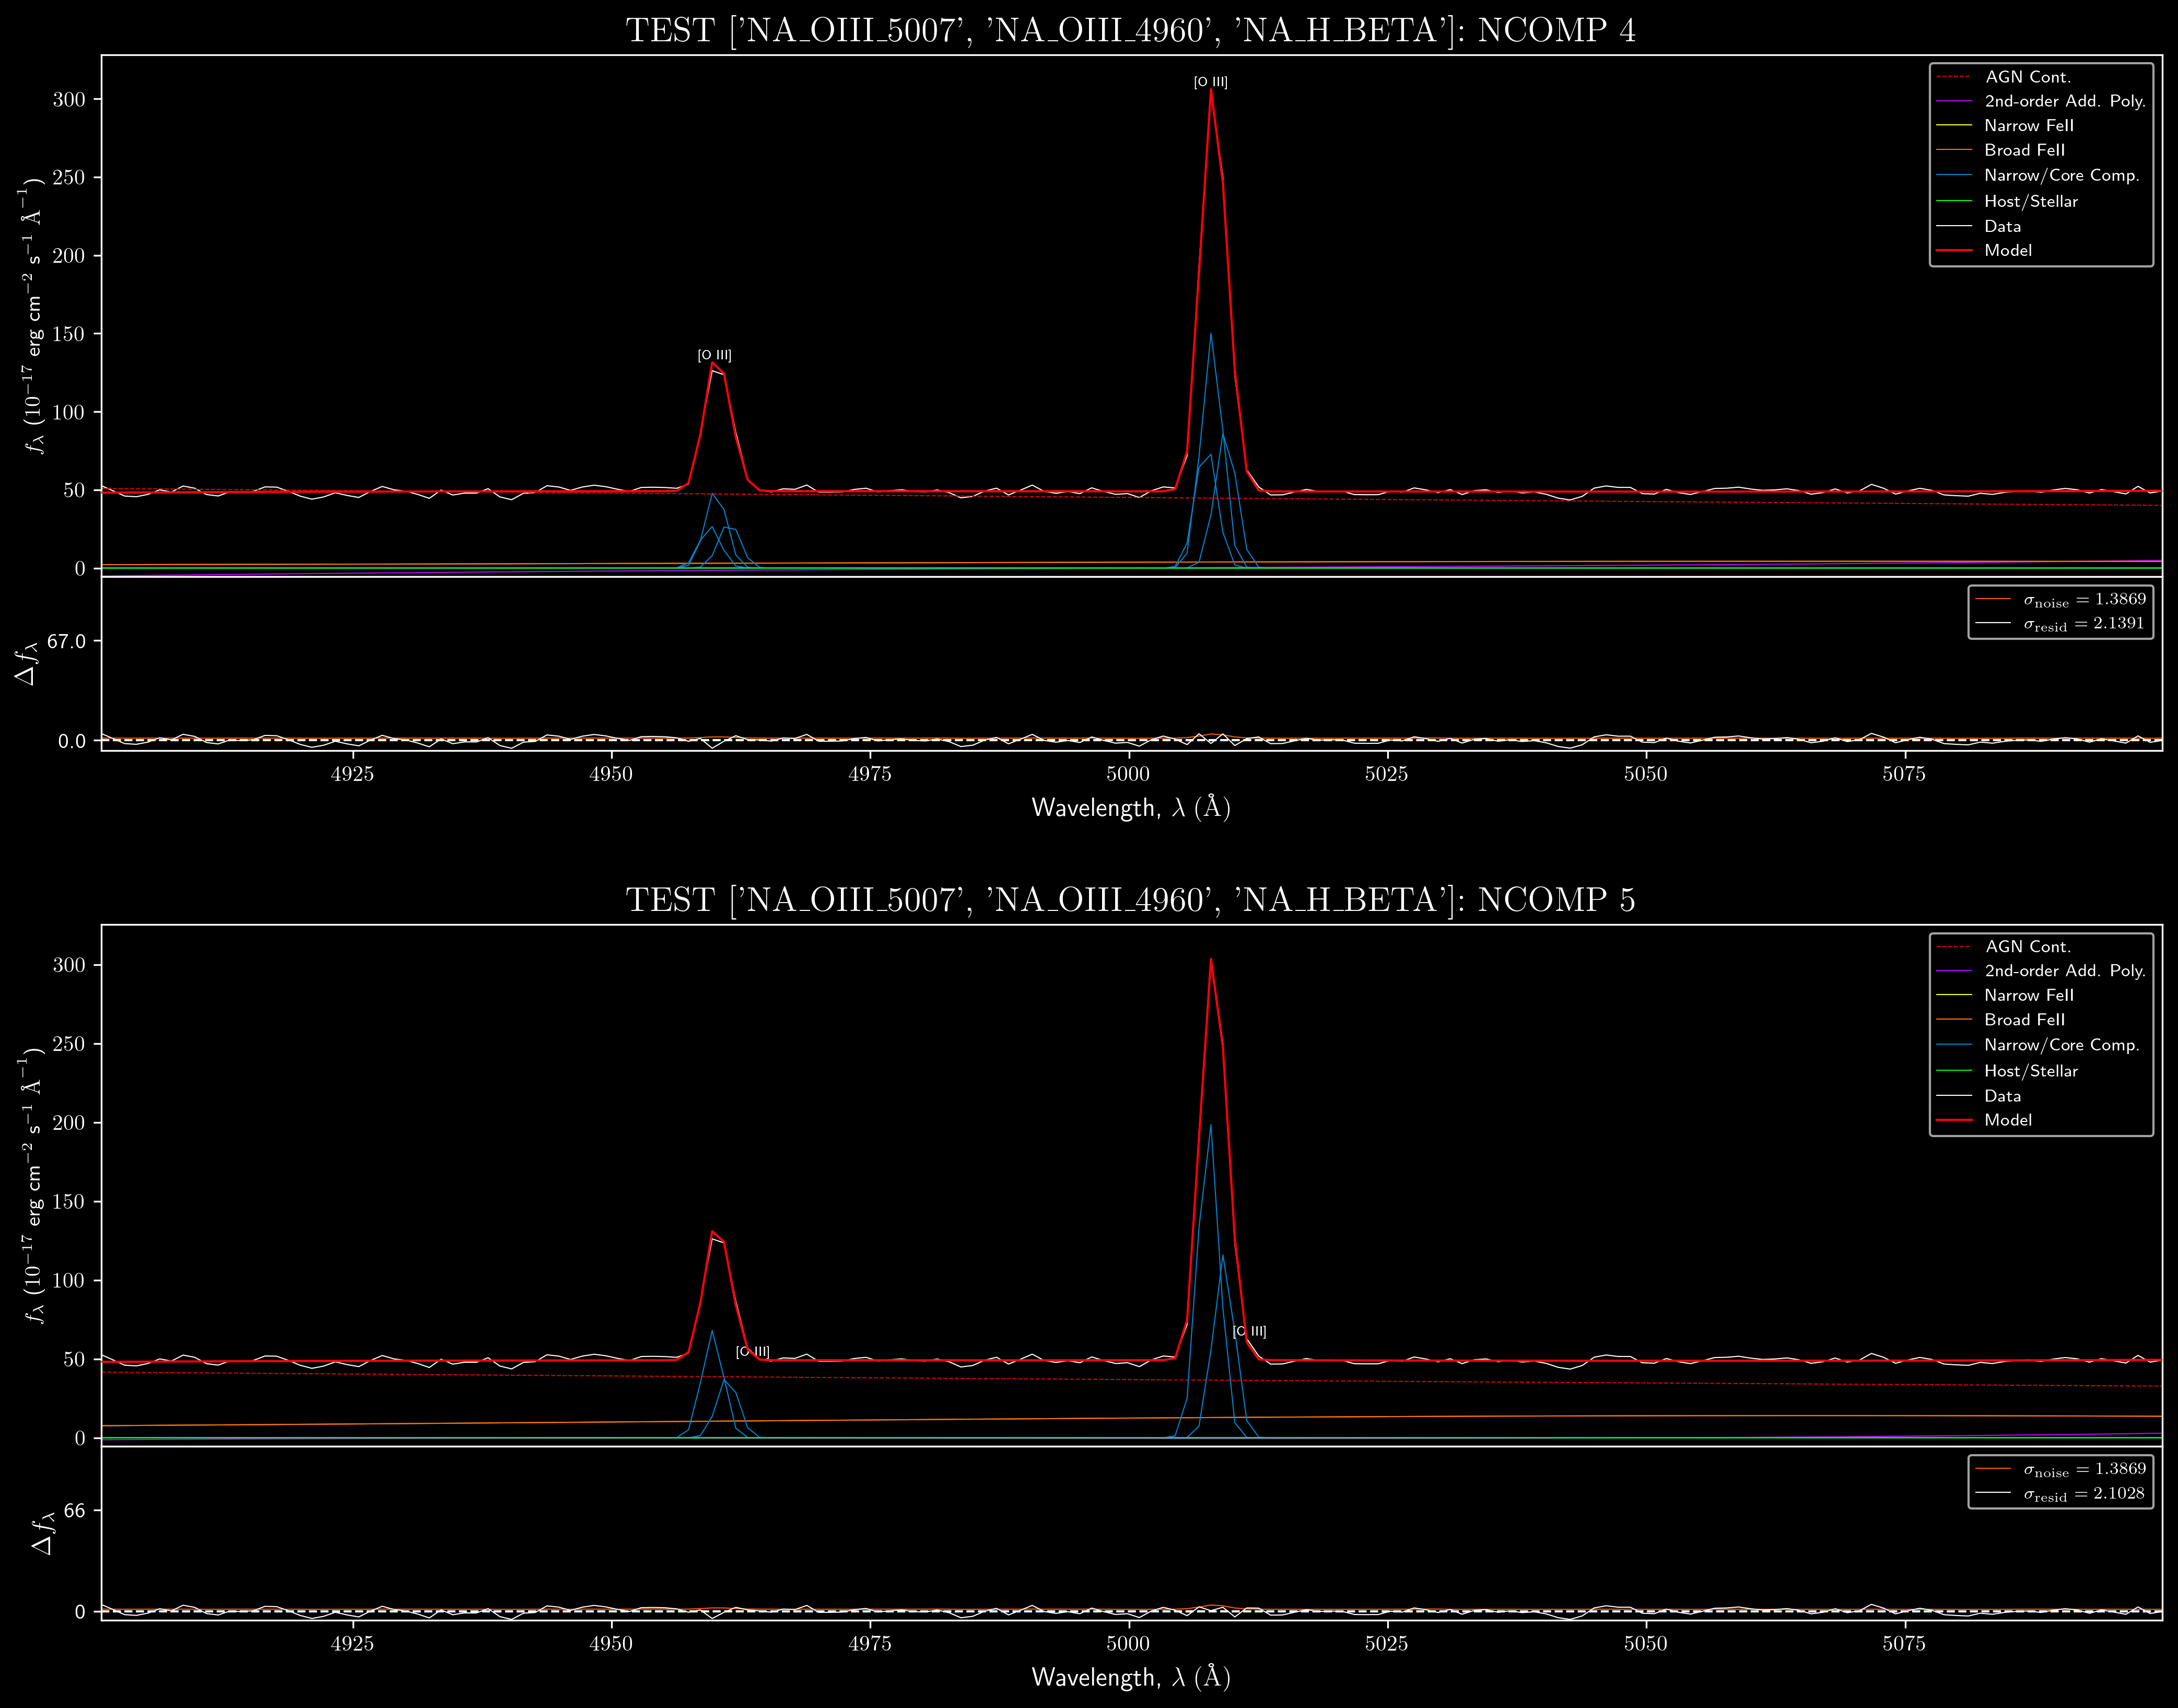 TEST ['NA_OIII_5007', 'NA_OIII_4960', 'NA_H_BETA']: NCOMP 4
[O III]
[O III]
AGN Cont.
2nd-order Add. Poly.
Narrow FeII
Broad FeII
Narrow/Core Comp.
Host/Stellar
Data
Model
300
250
200
150
100
50
0
f_λ (10^−17 erg cm^−2 s^−1 Å^−1)
σ_noise = 1.3869
σ_resid = 2.1391
67.0
0.0
Δf_λ
4925 4950 4975 5000 5025 5050 5075
Wavelength, λ (Å)
TEST ['NA_OIII_5007', 'NA_OIII_4960', 'NA_H_BETA']: NCOMP 5
AGN Cont.
2nd-order Add. Poly.
Narrow FeII
Broad FeII
Narrow/Core Comp.
Host/Stellar
Data
Model
[O III]
[O III]
300
250
200
150
100
50
0
f_λ (10^−17 erg cm^−2 s^−1 Å^−1)
σ_noise = 1.3869
σ_resid = 2.1028
66
0
Δf_λ
4925 4950 4975 5000 5025 5050 5075
Wavelength, λ (Å)